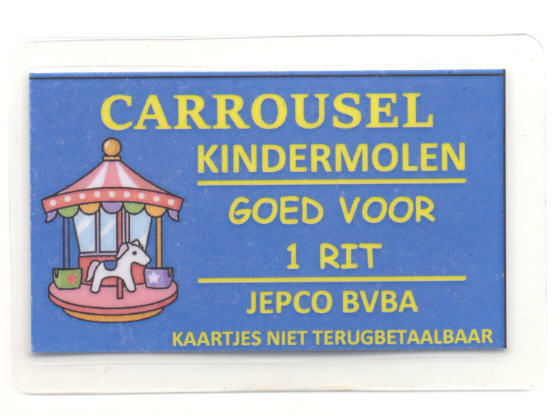 CARROUSEL
KINDERMOLEN
GOED VOOR
1 RIT
JEPCO BVBA
KAARTJES NIET TERUGBETAALBAAR